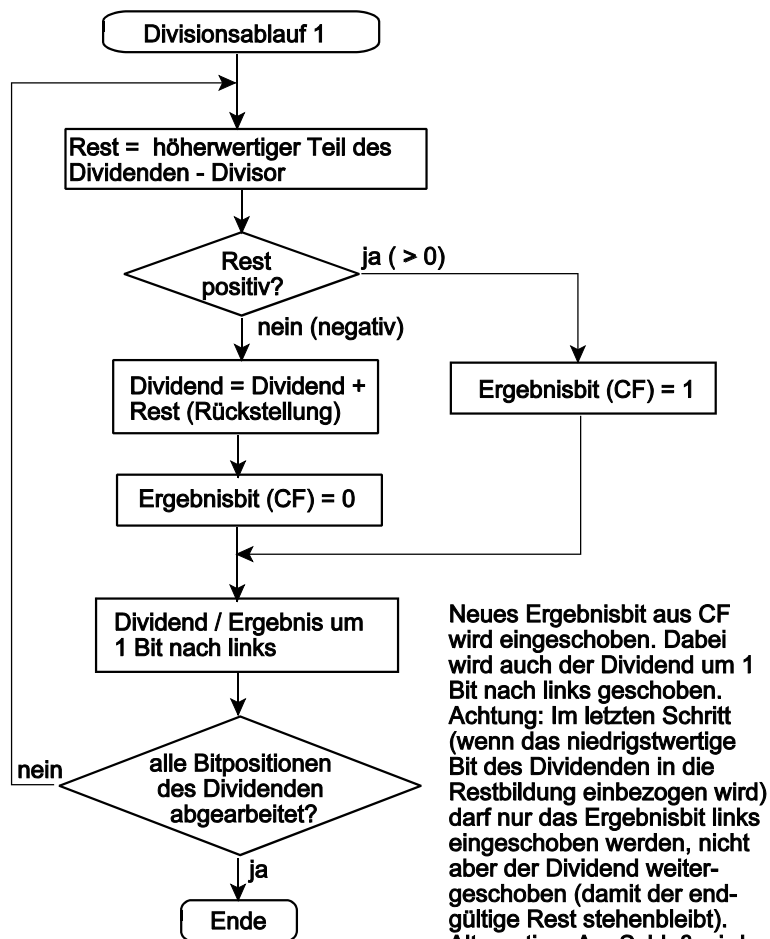 Divisionsablauf 1
Rest = höherwertiger Teil des
Dividenden - Divisor
Rest
positiv?
ja ( > 0)
nein (negativ)
Dividend = Dividend +
Rest (Rückstellung)
Ergebnisbit (CF) = 1
Ergebnisbit (CF) = 0
Dividend / Ergebnis um
1 Bit nach links
Neues Ergebnisbit aus CF
wird eingeschoben. Dabei
wird auch der Dividend um 1
Bit nach links geschoben.
Achtung: Im letzten Schritt
(wenn das niedrigstwertige
Bit des Dividenden in die
Restbildung einbezogen wird)
darf nur das Ergebnisbit links
eingeschoben werden, nicht
aber der Dividend weiter-
geschoben (damit der end-
gültige Rest stehenbleibt).
nein
alle Bitpositionen
des Dividenden
abgearbeitet?
ja
Ende